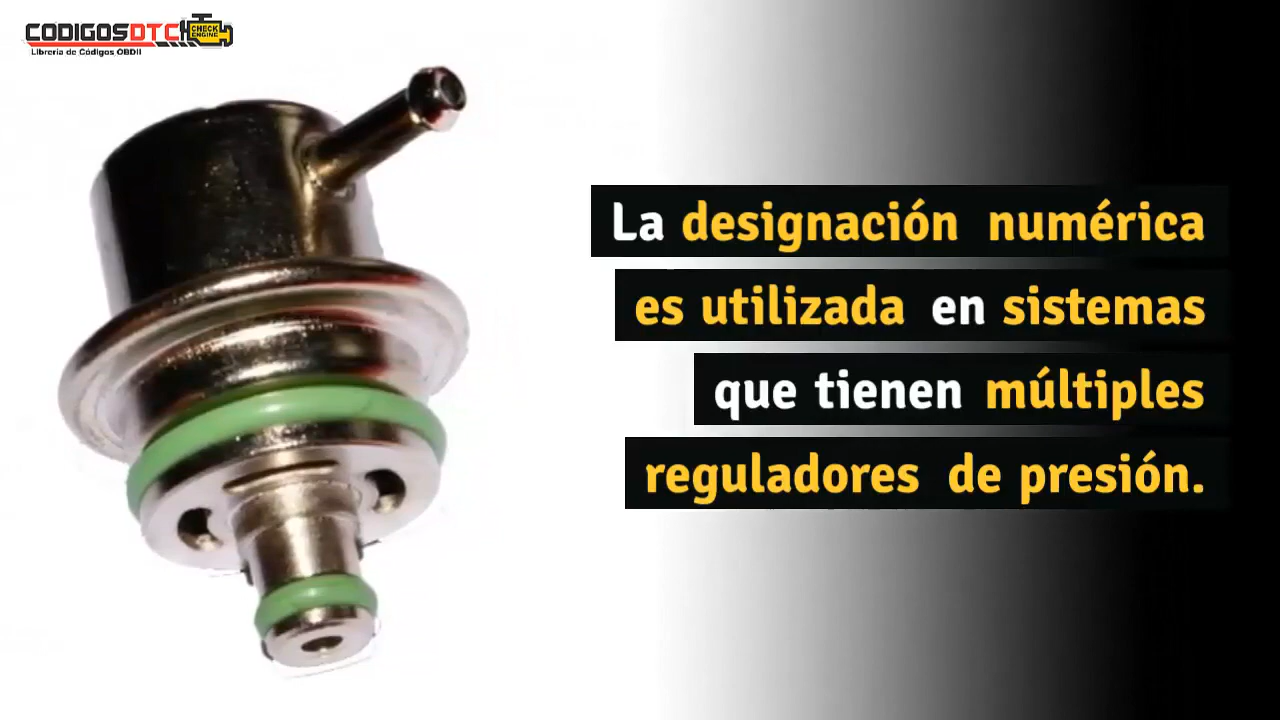 CODIGOSDTC
CHECK
ENGINE
Librería de Códigos OBDII
La designación numérica
es utilizada en sistemas
que tienen múltiples
reguladores de presión.